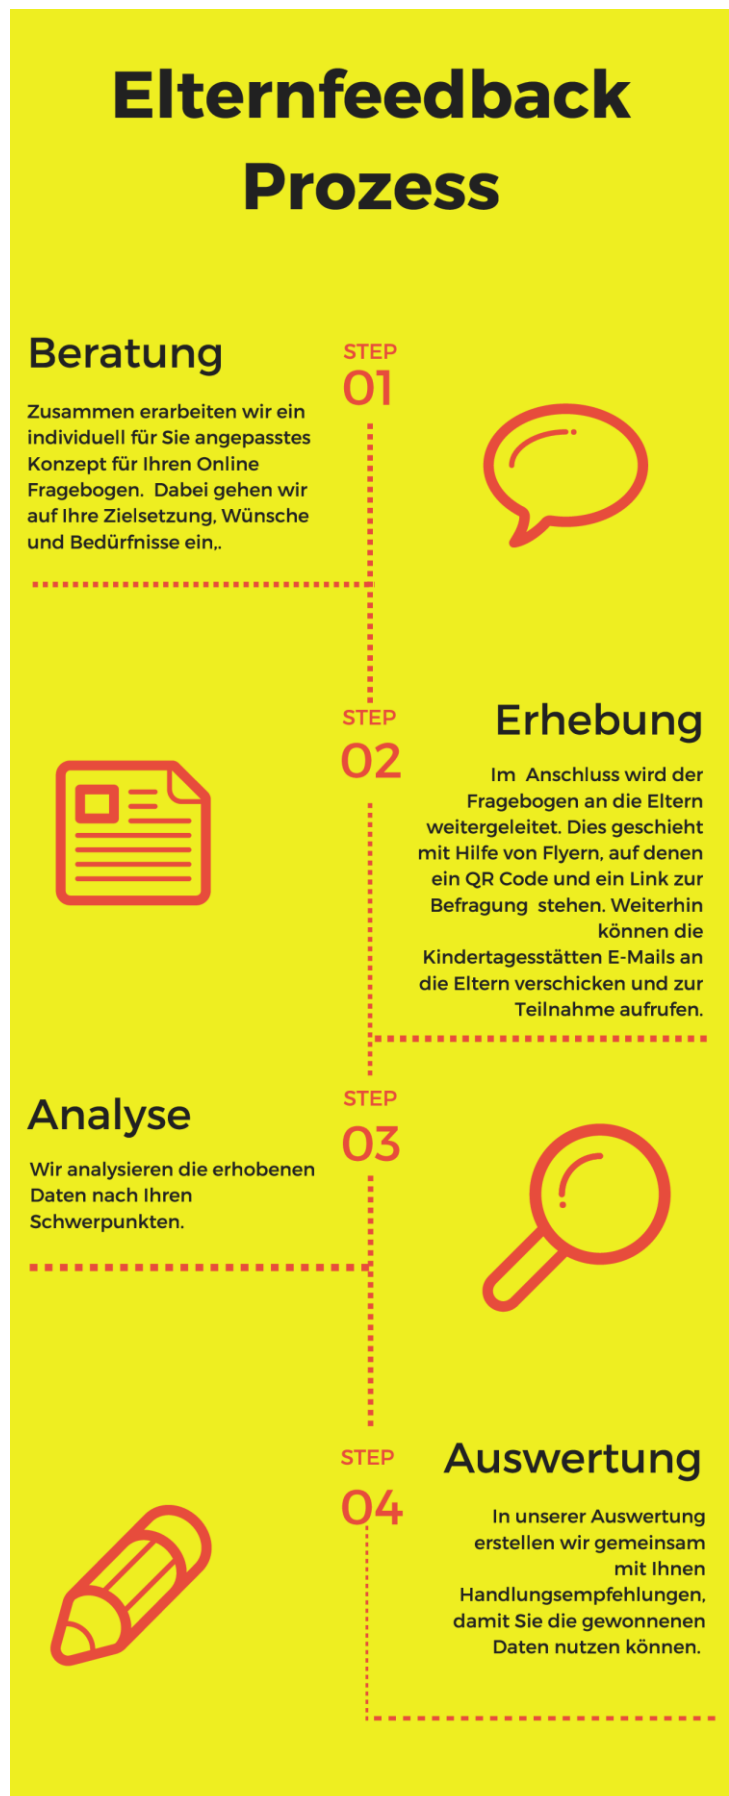 Elternfeedback
Prozess
Beratung
STEP
01
Zusammen erarbeiten wir ein
individuell für Sie angepasstes
Konzept für Ihren Online
Fragebogen.  Dabei gehen wir
auf Ihre Zielsetzung, Wünsche
und Bedürfnisse ein,.
STEP
02
Erhebung
Im  Anschluss wird der
Fragebogen an die Eltern
weitergeleitet. Dies geschieht
mit Hilfe von Flyern, auf denen
ein QR Code und ein Link zur
Befragung  stehen. Weiterhin
können die
Kindertagesstätten E-Mails an
die Eltern verschicken und zur
Teilnahme aufrufen.
Analyse
STEP
03
Wir analysieren die erhobenen
Daten nach Ihren
Schwerpunkten.
STEP
04
Auswertung
In unserer Auswertung
erstellen wir gemeinsam
mit Ihnen
Handlungsempfehlungen,
damit Sie die gewonnenen
Daten nutzen können.